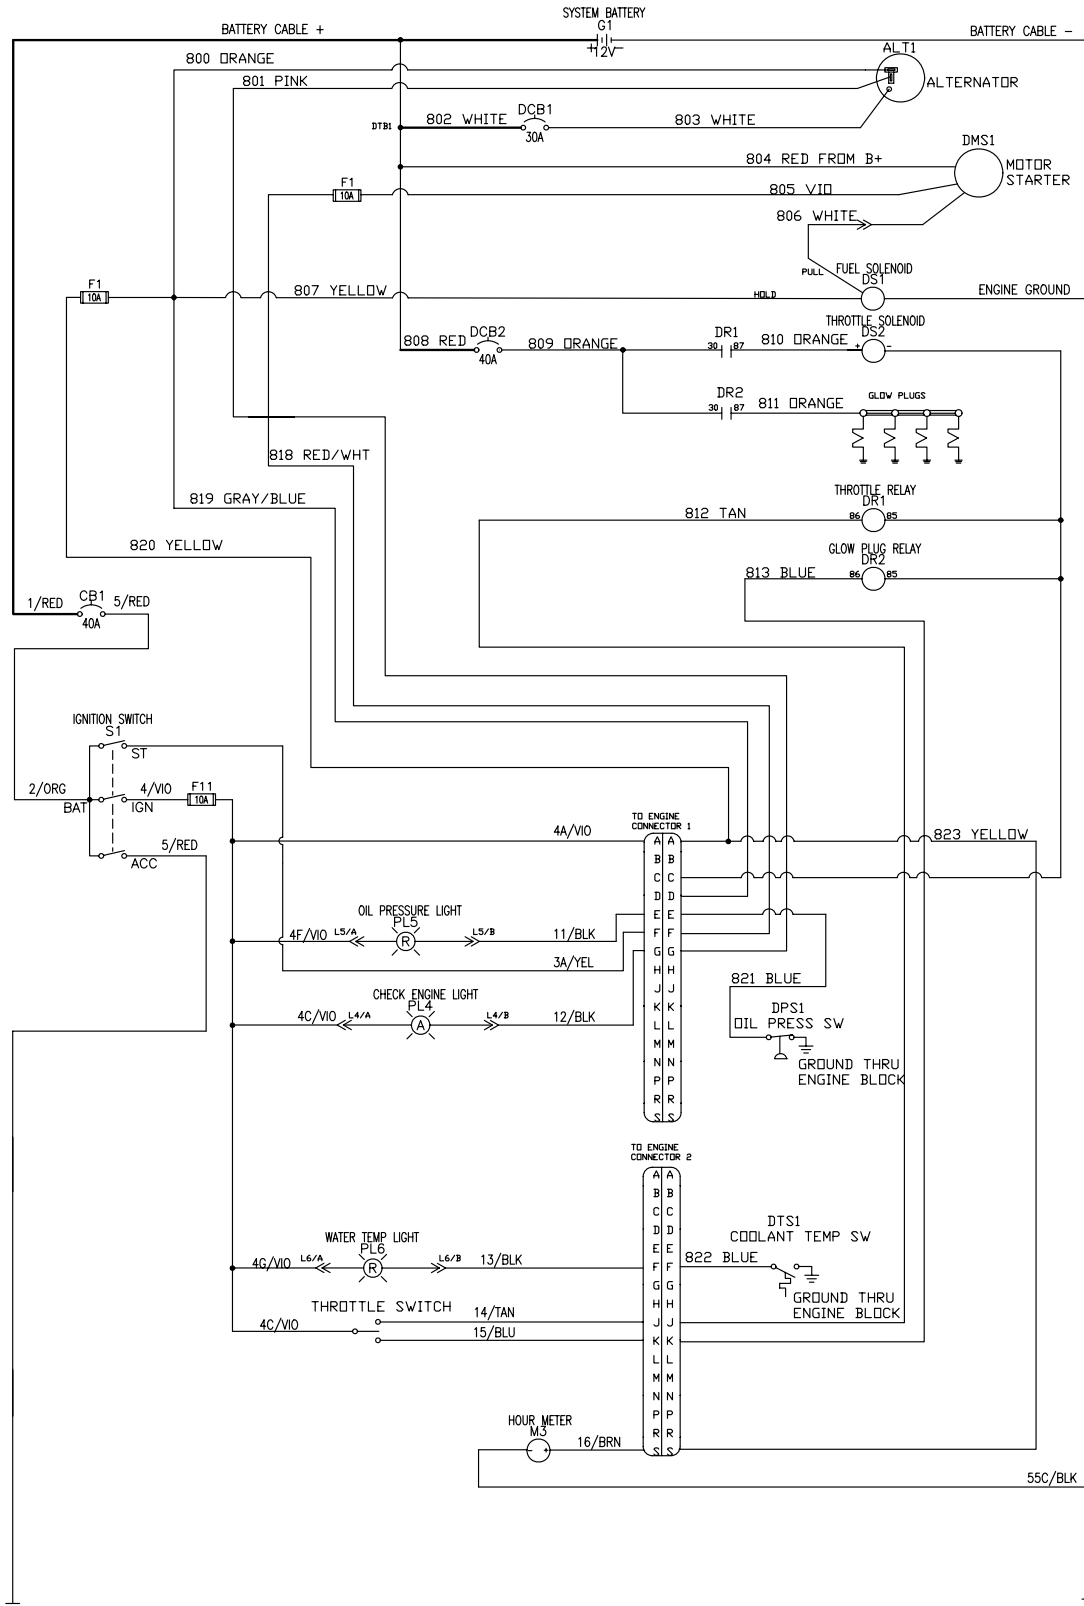 SYSTEM BATTERY
G1
BATTERY CABLE +
+ 12V -
BATTERY CABLE -
800 ORANGE
ALT1
801 PINK
ALTERNATOR
DTB1
802 WHITE
DCB1
30A
803 WHITE
DMS1
804 RED FROM B+
MOTOR
STARTER
F1
10A
805 VIO
806 WHITE
PULL
FUEL SOLENOID
DS1
F1
10A
807 YELLOW
HOLD
ENGINE GROUND
THROTTLE SOLENOID
DS2
808 RED
DCB2
40A
809 ORANGE
DR1
30 87
810 ORANGE
+ -
DR2
30 87
811 ORANGE
GLOW PLUGS
818 RED/WHT
819 GRAY/BLUE
THROTTLE RELAY
DR1
812 TAN
86 85
820 YELLOW
GLOW PLUG RELAY
DR2
813 BLUE
86 85
1/RED
CB1
40A
5/RED
IGNITION SWITCH
S1
ST
2/ORG
BAT
4/VIO
IGN
F11
10A
5/RED
ACC
TO ENGINE
CONNECTOR 1
4A/VIO
A A
823 YELLOW
B B
C C
D D
OIL PRESSURE LIGHT
PL5
4F/VIO
L5/A
R
L5/B
11/BLK
E E
F F
3A/YEL
G G
H H
821 BLUE
J J
CHECK ENGINE LIGHT
PL4
4C/VIO
L4/A
A
L4/B
12/BLK
K K
DPS1
OIL PRESS SW
L L
M M
N N
GROUND THRU
ENGINE BLOCK
P P
R R
S S
TO ENGINE
CONNECTOR 2
A A
B B
C C
D D
DTS1
COOLANT TEMP SW
E E
WATER TEMP LIGHT
PL6
4G/VIO
L6/A
R
L6/B
13/BLK
F F
822 BLUE
G G
GROUND THRU
ENGINE BLOCK
H H
THROTTLE SWITCH
14/TAN
J J
4C/VIO
15/BLU
K K
L L
M M
N N
P P
R R
HOUR METER
M3
- +
16/BRN
S S
55C/BLK